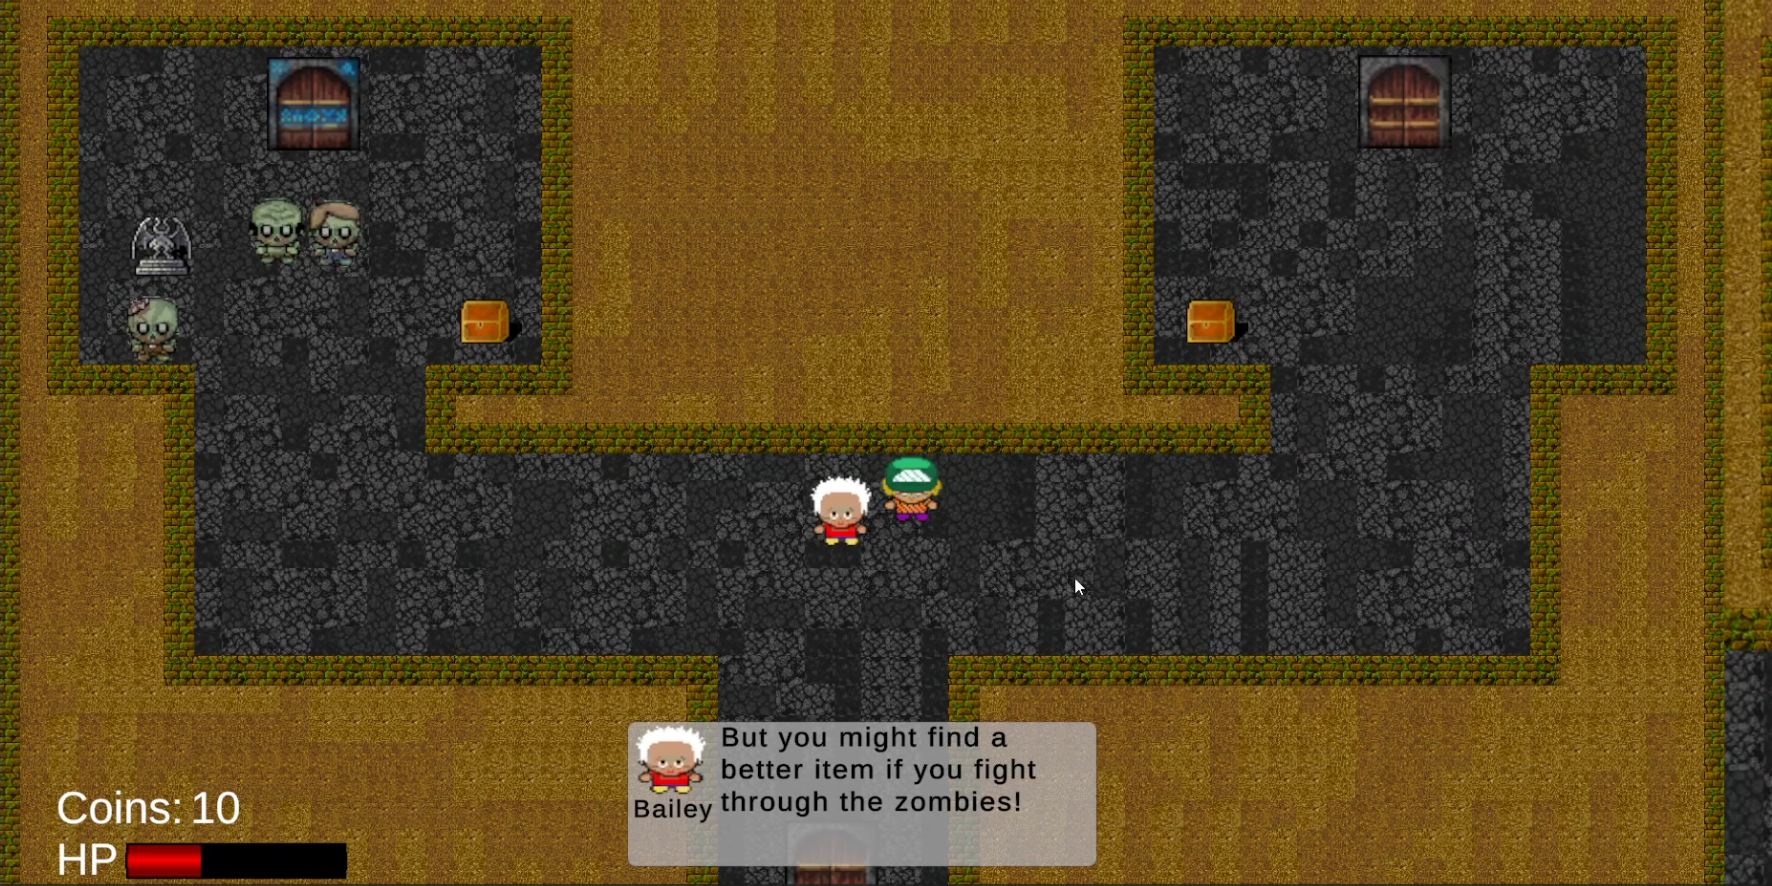 But you might find a
better item if you fight
through the zombies!
Bailey
Coins: 10
HP